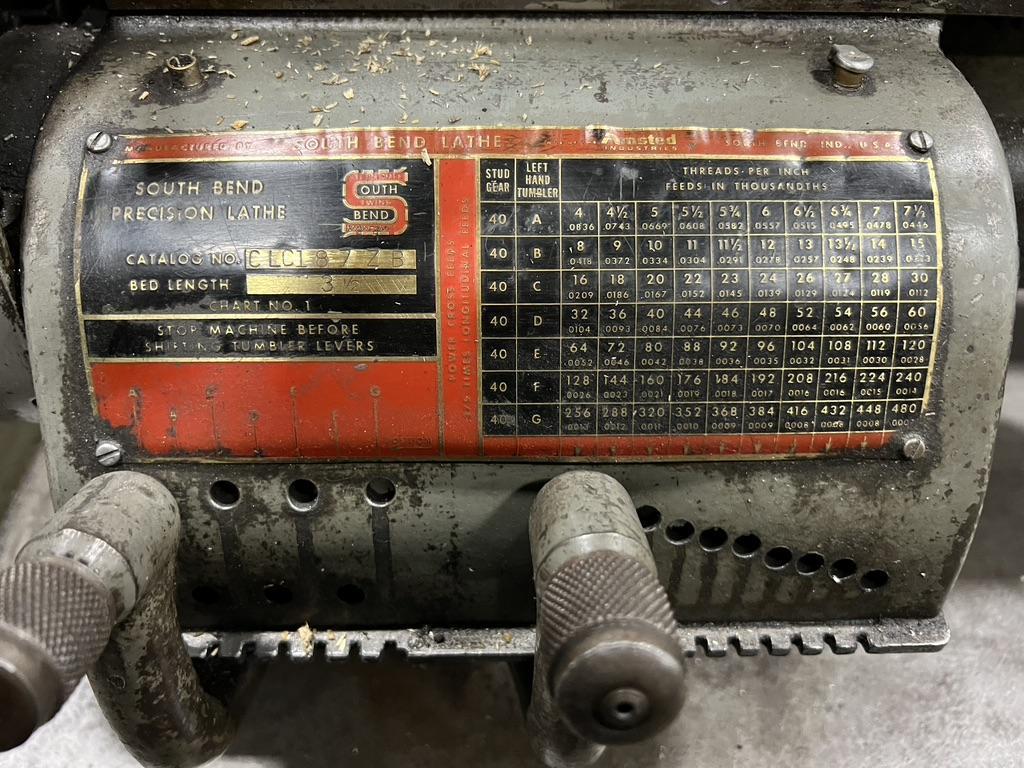 MANUFACTURED BY SOUTH BEND LATHE Amsted INDUSTRIES SOUTH BEND, IND., U.S.A.
SOUTH BEND
PRECISION LATHE
SOUTH
BEND
CATALOG NO. CLC187ZB
BED LENGTH 3½
CHART NO. 1
STOP MACHINE BEFORE
SHIFTING TUMBLER LEVERS
A B C D E F G
POWER CROSS FEEDS
TIMES LONGITUDINAL FEEDS
STUD GEAR
LEFT HAND TUMBLER
THREADS PER INCH
FEEDS IN THOUSANDTHS
40 A 4 4½ 5 5½ 5¾ 6 6½ 6¾ 7 7½
.0836 .0743 .0669 .0608 .0582 .0557 .0515 .0495 .0478 .0446
40 B 8 9 10 11 11½ 12 13 13½ 14 15
.0418 .0372 .0334 .0304 .0291 .0278 .0257 .0248 .0239
40 C 16 18 20 22 23 24 26 27 28 30
.0209 .0186 .0167 .0152 .0145 .0139 .0129 .0124 .0119 .0112
40 D 32 36 40 44 46 48 52 54 56 60
.0104 .0093 .0084 .0076 .0073 .0070 .0064 .0062 .0060 .0056
40 E 64 72 80 88 92 96 104 108 112 120
.0052 .0046 .0042 .0038 .0036 .0035 .0032 .0031 .0030 .0028
40 F 128 144 160 176 184 192 208 216 224 240
.0026 .0023 .0021 .0019 .0018 .0017 .0016 .0016 .0015 .0014
40 G 256 288 320 352 368 384 416 432 448 480
.0013 .0012 .0011 .0010 .0009 .0009 .0008 .0008 .0008